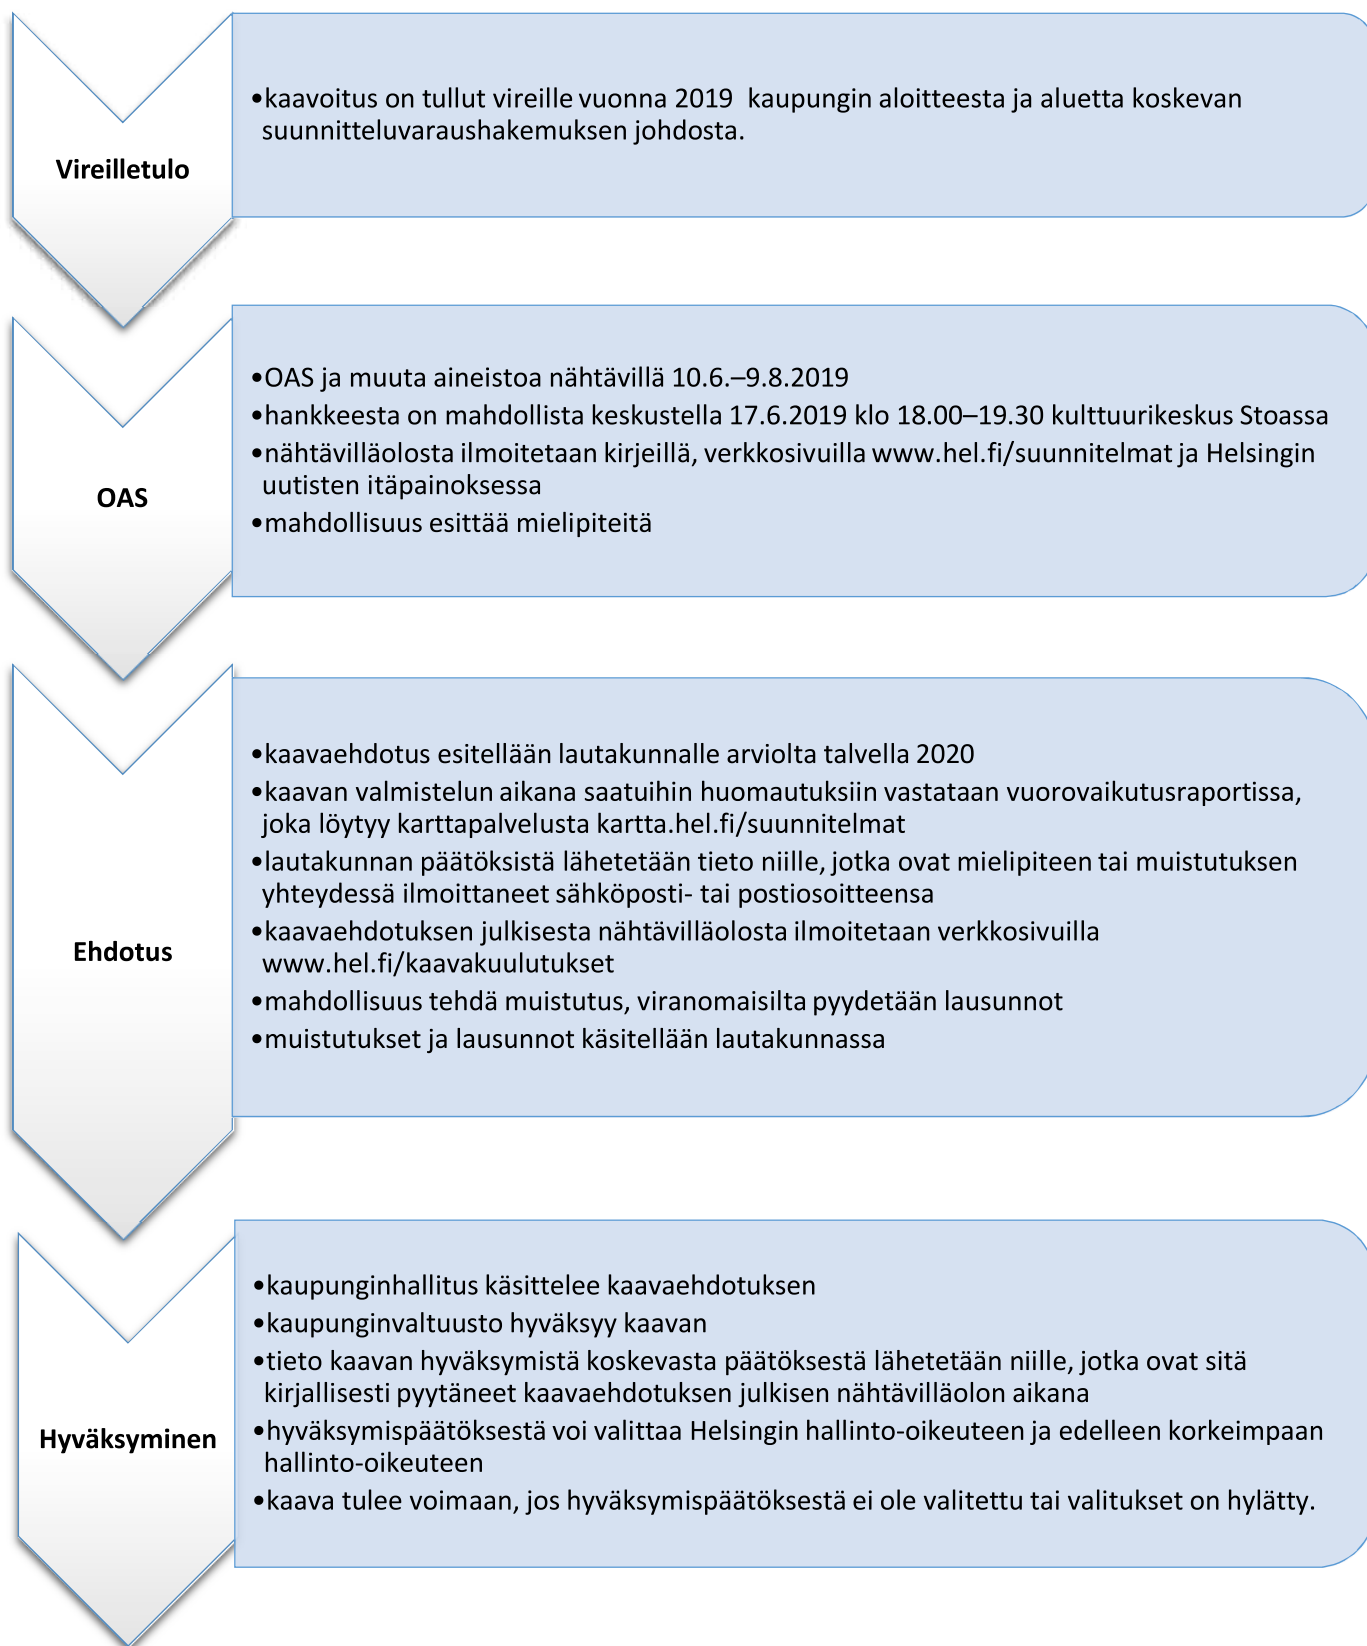 Vireilletulo
•kaavoitus on tullut vireille vuonna 2019 kaupungin aloitteesta ja aluetta koskevan
suunnitteluvaraushakemuksen johdosta.
OAS
•OAS ja muuta aineistoa nähtävillä 10.6.–9.8.2019
•hankkeesta on mahdollista keskustella 17.6.2019 klo 18.00–19.30 kulttuurikeskus Stoassa
•nähtävilläolosta ilmoitetaan kirjeillä, verkkosivuilla www.hel.fi/suunnitelmat ja Helsingin
uutisten itäpainoksessa
•mahdollisuus esittää mielipiteitä
Ehdotus
•kaavaehdotus esitellään lautakunnalle arviolta talvella 2020
•kaavan valmistelun aikana saatuihin huomautuksiin vastataan vuorovaikutusraportissa,
joka löytyy karttapalvelusta kartta.hel.fi/suunnitelmat
•lautakunnan päätöksistä lähetetään tieto niille, jotka ovat mielipiteen tai muistutuksen
yhteydessä ilmoittaneet sähköposti- tai postiosoitteensa
•kaavaehdotuksen julkisesta nähtävilläolosta ilmoitetaan verkkosivuilla
www.hel.fi/kaavakuulutukset
•mahdollisuus tehdä muistutus, viranomaisilta pyydetään lausunnot
•muistutukset ja lausunnot käsitellään lautakunnassa
Hyväksyminen
•kaupunginhallitus käsittelee kaavaehdotuksen
•kaupunginvaltuusto hyväksyy kaavan
•tieto kaavan hyväksymistä koskevasta päätöksestä lähetetään niille, jotka ovat sitä
kirjallisesti pyytäneet kaavaehdotuksen julkisen nähtävilläolon aikana
•hyväksymispäätöksestä voi valittaa Helsingin hallinto-oikeuteen ja edelleen korkeimpaan
hallinto-oikeuteen
•kaava tulee voimaan, jos hyväksymispäätöksestä ei ole valitettu tai valitukset on hylätty.